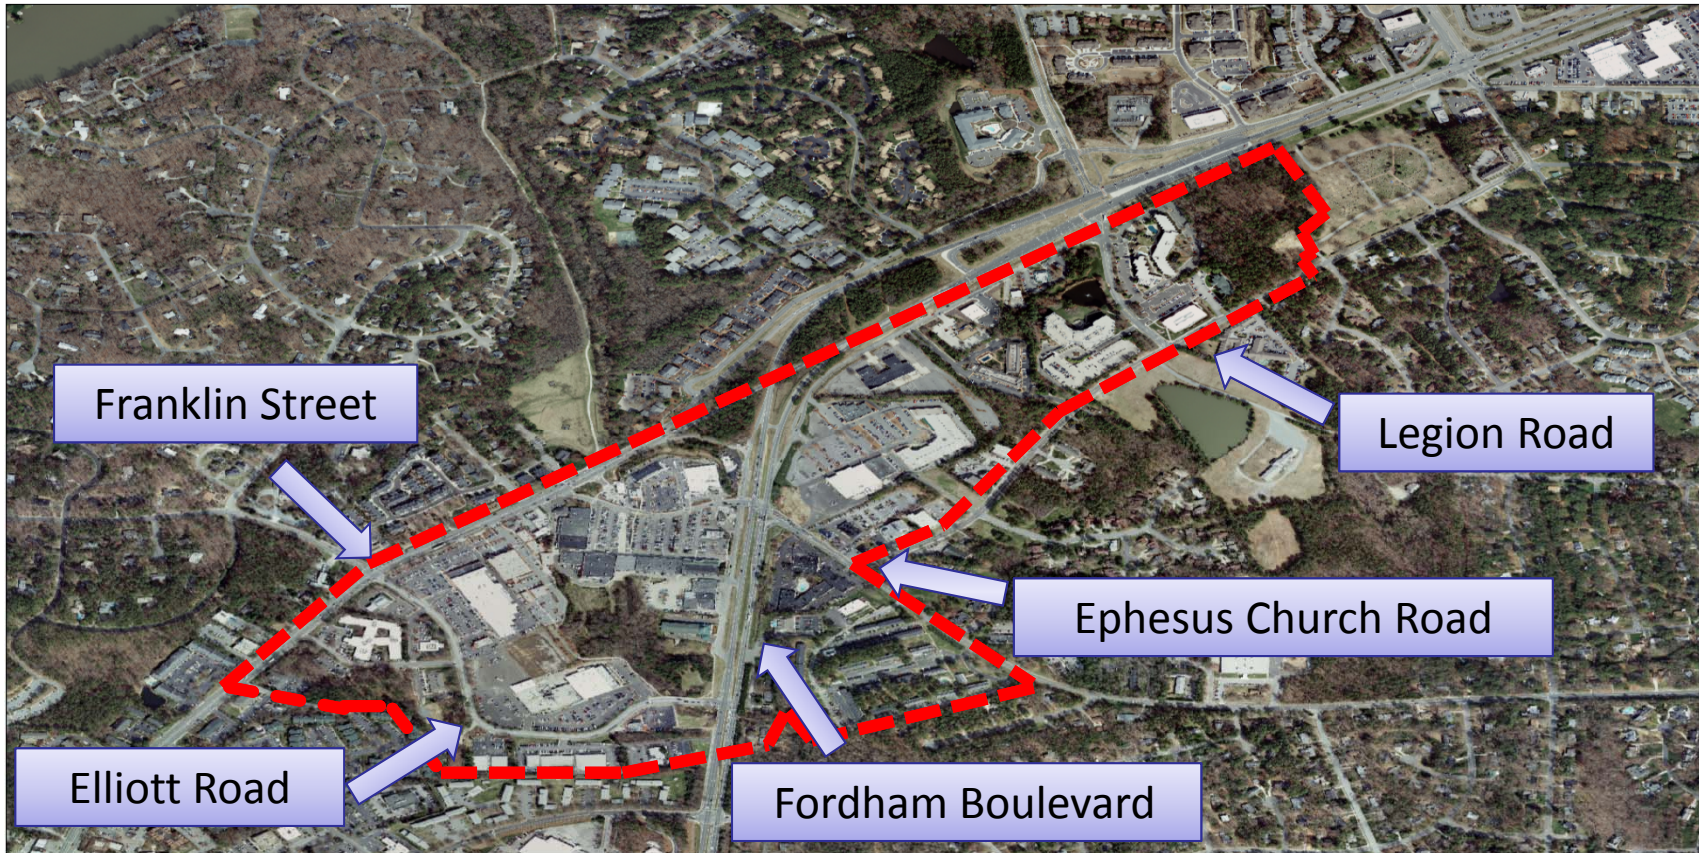 Franklin Street
Legion Road
Ephesus Church Road
Elliott Road
Fordham Boulevard